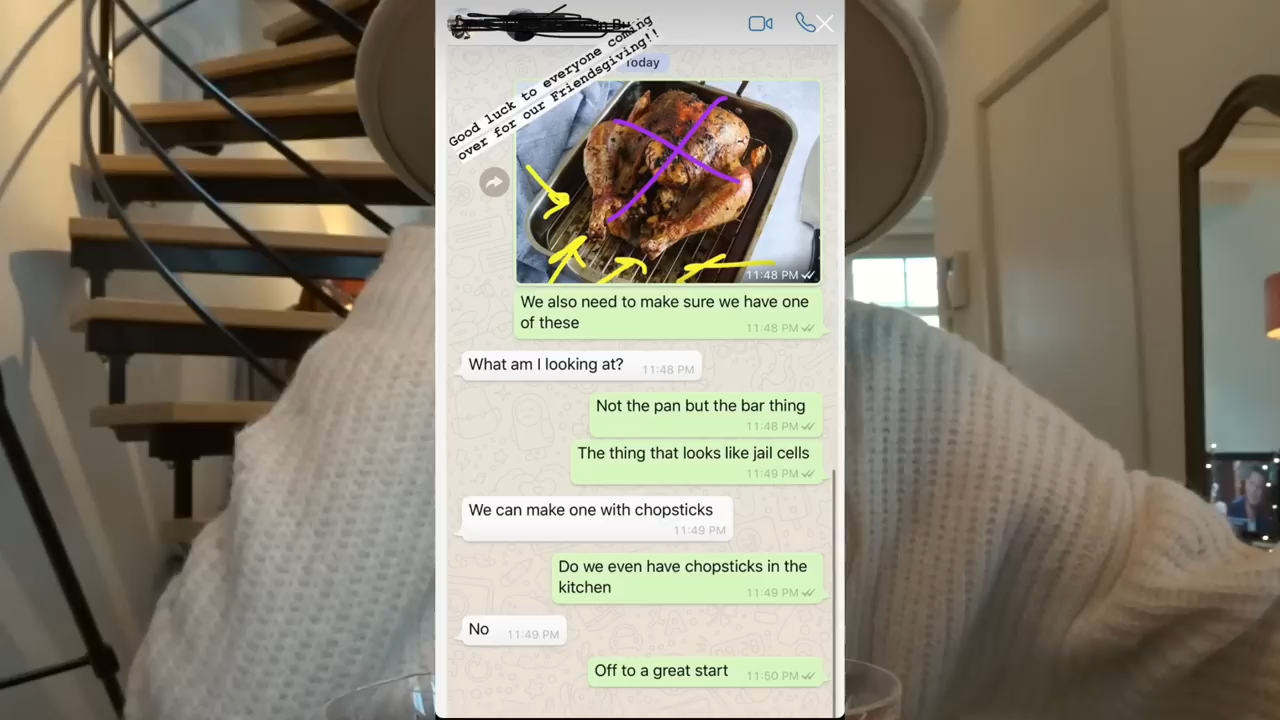 Good luck to everyone coming
over for our Friendsgiving!!
Today
11:48 PM
We also need to make sure we have one
of these
11:48 PM
What am I looking at?
11:48 PM
Not the pan but the bar thing
11:48 PM
The thing that looks like jail cells
11:49 PM
We can make one with chopsticks
11:49 PM
Do we even have chopsticks in the
kitchen
11:49 PM
No
11:49 PM
Off to a great start
11:50 PM